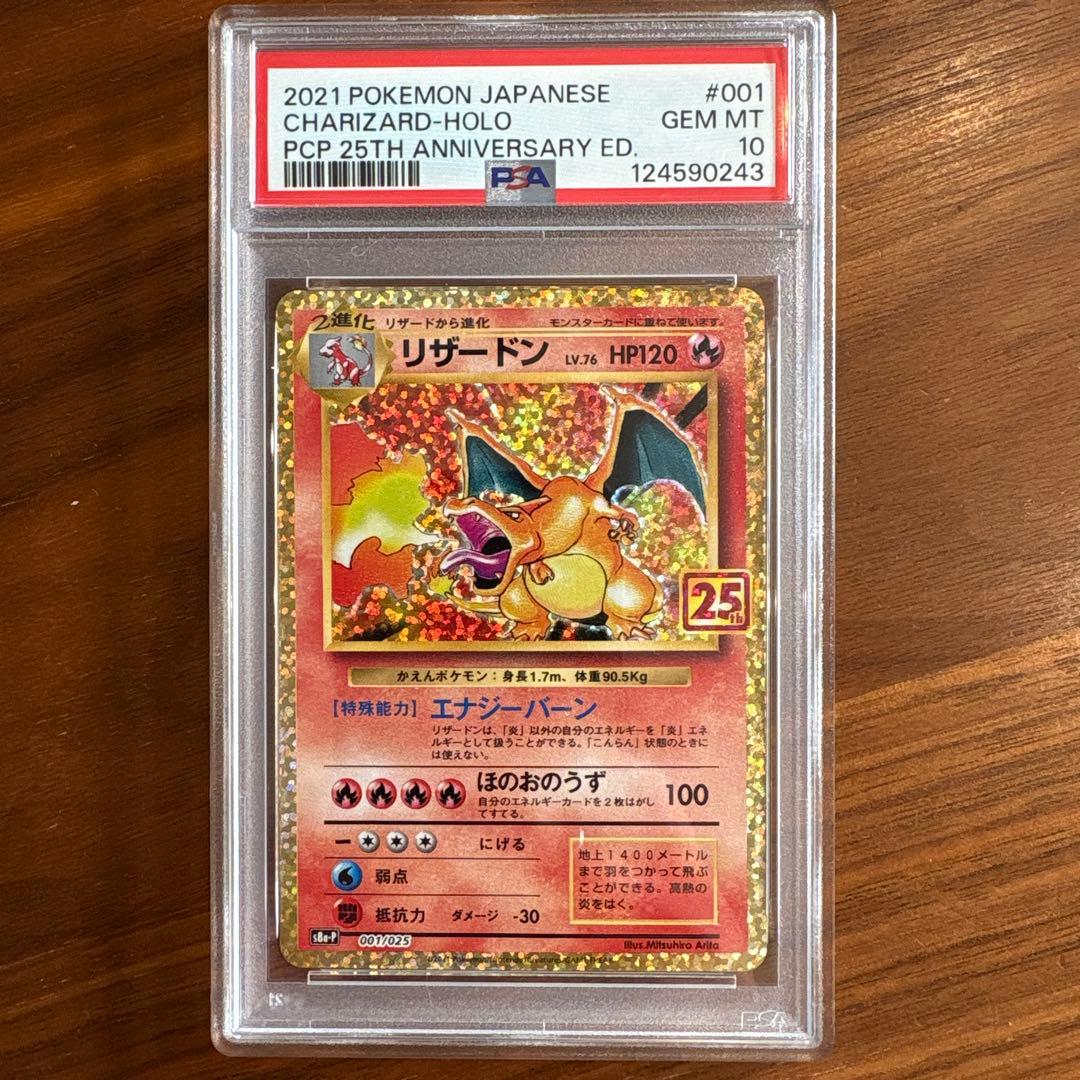 2021 POKEMON JAPANESE #001
CHARIZARD-HOLO GEM MT
PCP 25TH ANNIVERSARY ED. 10
PSA 124590243
2進化 リザードから進化 モンスターカードに重ねて使います。
リザードン LV.76 HP120
25th
かえんポケモン：身長1.7m、体重90.5Kg
【特殊能力】エナジーバーン
リザードンは、「炎」以外の自分のエネルギーを「炎」エネ
ルギーとして扱うことができる。「こんらん」状態のときに
は使えない。
ほのおのうず 100
自分のエネルギーカードを2枚はがし
てすてる。
にげる
弱点
抵抗力 ダメージ -30
地上1400メートル
まで羽をつかって飛ぶ
ことができる。高熱の
炎をはく。
s8a-P 001/025
Illus.Mitsuhiro Arita
PSA